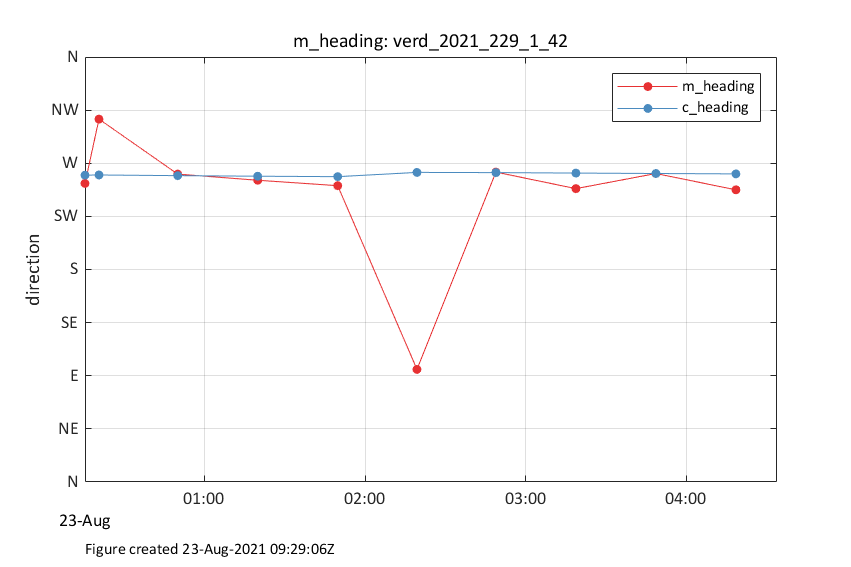 m_heading: verd_2021_229_1_42
N
NW
W
SW
S
SE
E
NE
N
direction
m_heading
c_heading
01:00
02:00
03:00
04:00
23-Aug
Figure created 23-Aug-2021 09:29:06Z